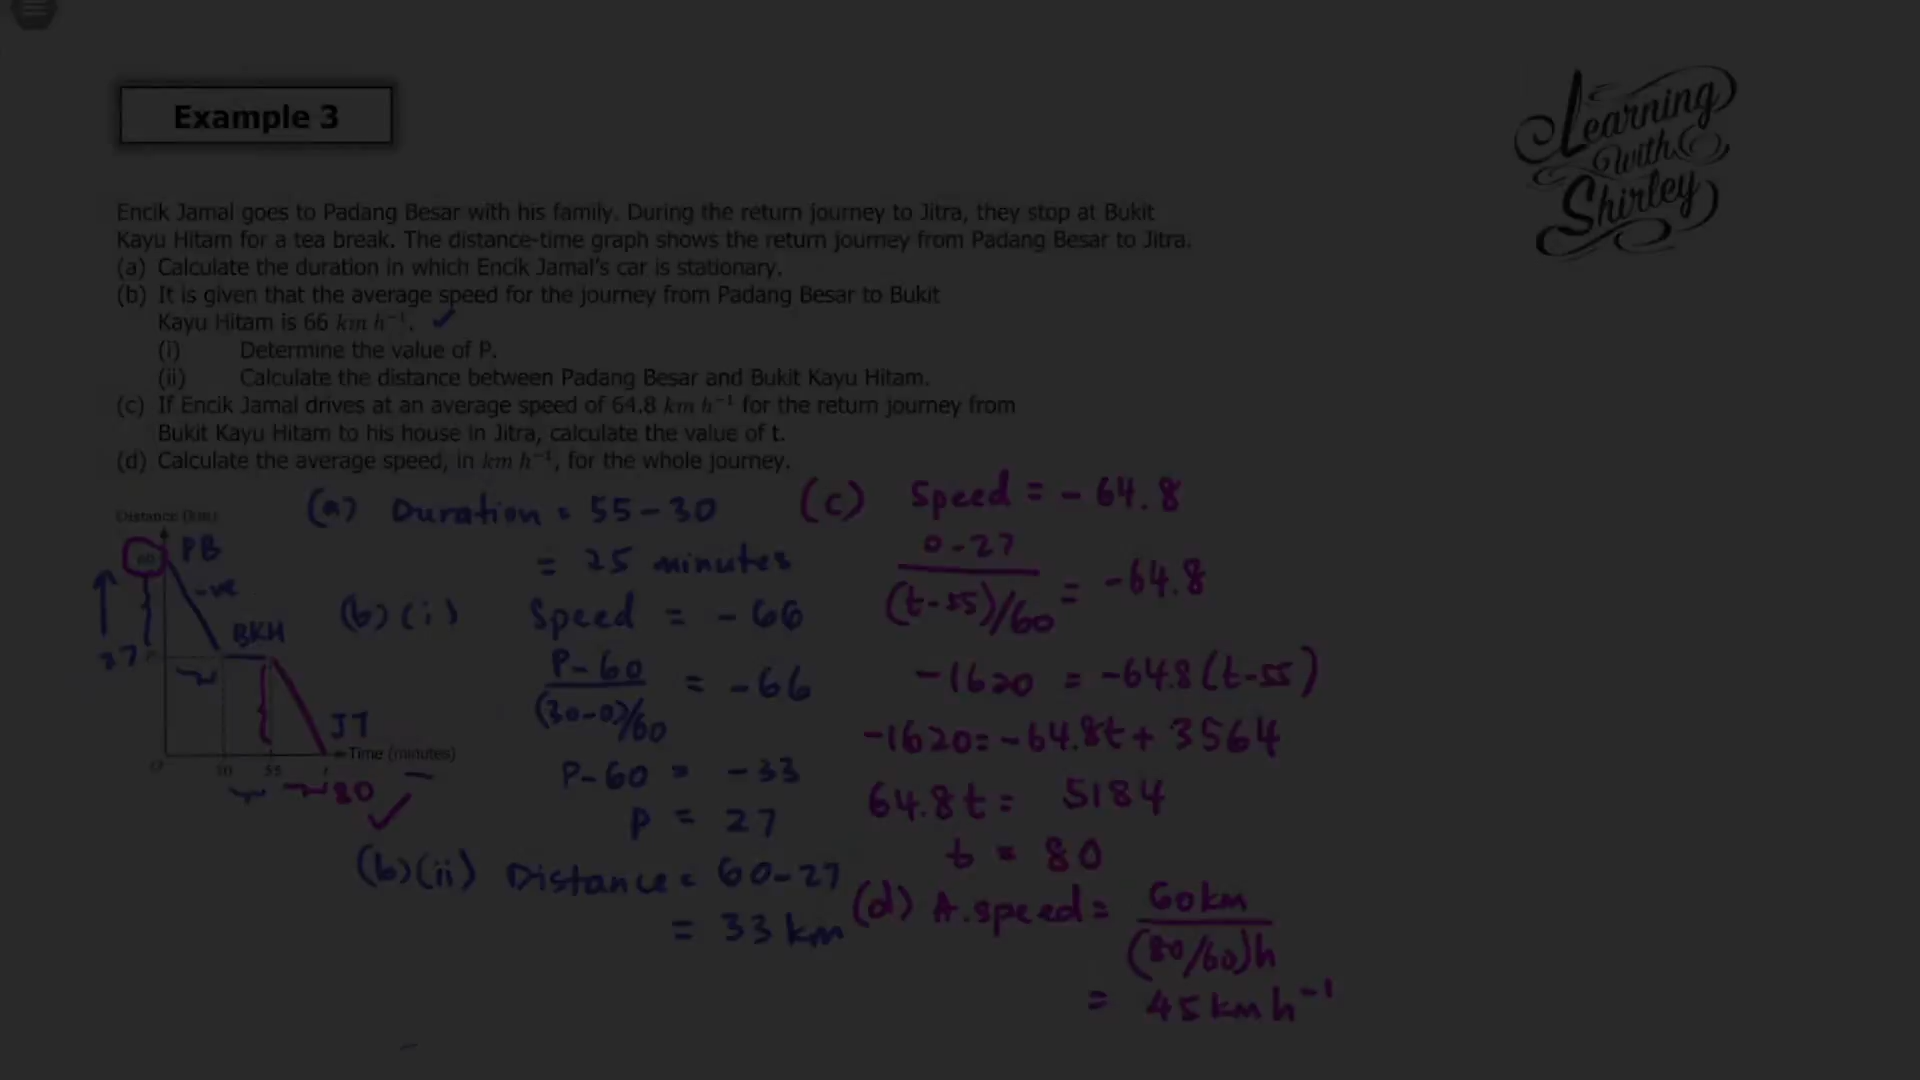 Example 3
Learning
with
Shirley
Encik Jamal goes to Padang Besar with his family. During the return journey to Jitra, they stop at Bukit
Kayu Hitam for a tea break. The distance-time graph shows the return journey from Padang Besar to Jitra.
(a) Calculate the duration in which Encik Jamal's car is stationary.
(b) It is given that the average speed for the journey from Padang Besar to Bukit
Kayu Hitam is 66 km h⁻¹. ✓
(i) Determine the value of P.
(ii) Calculate the distance between Padang Besar and Bukit Kayu Hitam.
(c) If Encik Jamal drives at an average speed of 64.8 km h⁻¹ for the return journey from
Bukit Kayu Hitam to his house in Jitra, calculate the value of t.
(d) Calculate the average speed, in km h⁻¹, for the whole journey.
Distance (km)
60
PB
-ve
BKH
27
P
JT
Time (minutes)
O 30 55 t
80 ✓
(a) Duration = 55-30
= 25 minutes
(b)(i) Speed = -66
P-60
(30-0)/60
= -66
P-60 = -33
P = 27
(b)(ii) Distance = 60-27
= 33 km
(c) Speed = -64.8
0-27
(t-55)/60
= -64.8
-1620 = -64.8(t-55)
-1620 = -64.8t + 3564
64.8t = 5184
t = 80
(d) A.speed = 60km
(80/60)h
= 45 km h⁻¹